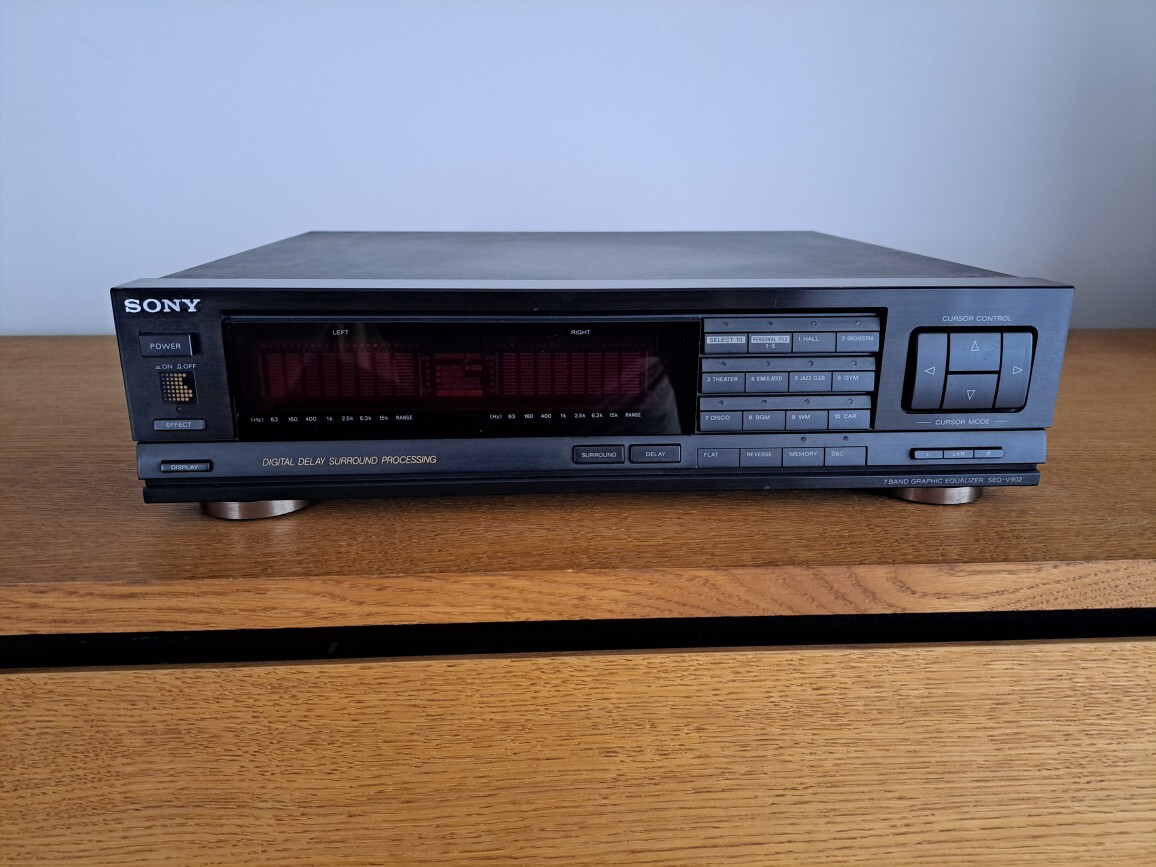 SONY
POWER
ON OFF
EFFECT
DISPLAY
LEFT RIGHT
(Hz) 63 160 400 1k 2.5k 6.3k 15k RANGE
(Hz) 63 160 400 1k 2.5k 6.3k 15k RANGE
DIGITAL DELAY SURROUND PROCESSING
SURROUND DELAY
SELECT 10 PERSONAL FILE 1-5 1 HALL 2 ORCHESTRA
3 THEATER 4 SIMULATED 5 JAZZ CLUB 6 GYM
7 DISCO 8 BGM 9 WM 10 CAR
FLAT REVERSE MEMORY DSC
CURSOR CONTROL
CURSOR MODE
L L+R R
7 BAND GRAPHIC EQUALIZER SEQ-V902